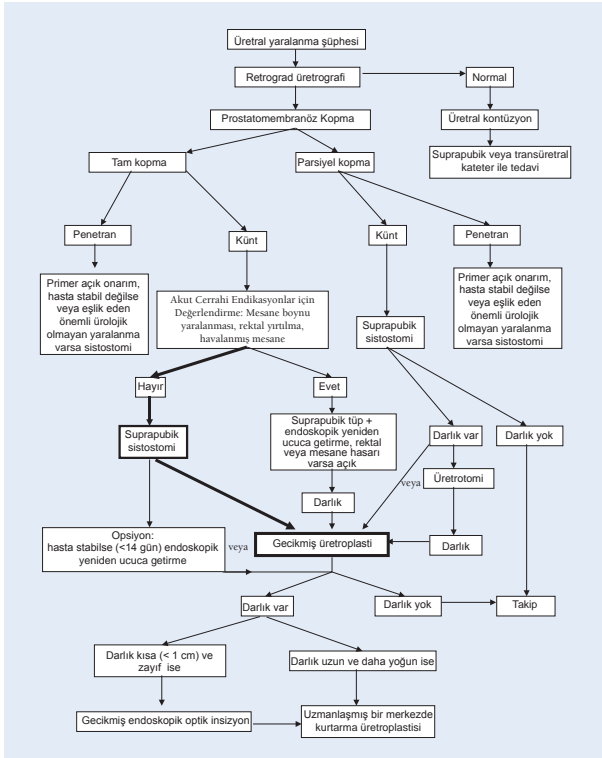 Üretral yaralanma şüphesi
Retrograd üretrografi
Normal
Prostatomembranöz Kopma
Üretral kontüzyon
Suprapubik veya transüretral
kateter ile tedavi
Tam kopma
Parsiyel kopma
Penetran
Künt
Künt
Penetran
Primer açık onarım,
hasta stabil değilse
veya eşlik eden
önemli ürolojik
olmayan yaralanma
varsa sistostomi
Akut Cerrahi Endikasyonlar için
Değerlendirme: Mesane boynu
yaralanması, rektal yırtılma,
havalanmış mesane
Suprapubik
sistostomi
Primer açık onarım,
hasta stabil değilse
veya eşlik eden
önemli ürolojik
olmayan yaralanma
varsa sistostomi
Hayır
Evet
Suprapubik
sistostomi
Suprapubik tüp +
endoskopik yeniden
ucuca getirme, rektal
veya mesane hasarı
varsa açık
Darlık var
Darlık yok
veya
Üretrotomi
Darlık
Opsiyon:
hasta stabilse (<14 gün) endoskopik
yeniden ucuca getirme
veya
Gecikmiş üretroplasti
Darlık
Darlık var
Darlık yok
Takip
Darlık kısa (< 1 cm) ve
zayıf ise
Darlık uzun ve daha yoğun ise
Gecikmiş endoskopik optik insizyon
Uzmanlaşmış bir merkezde
kurtarma üretroplastisi